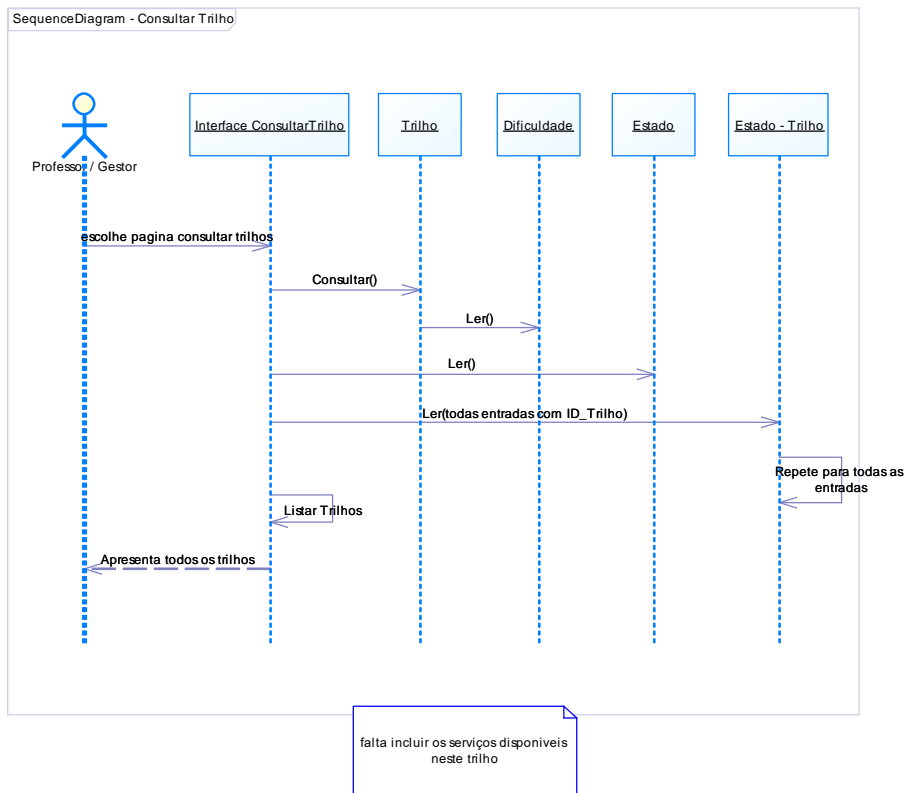 SequenceDiagram - Consultar Trilho
Professor / Gestor
Interface ConsultarTrilho
Trilho
Dificuldade
Estado
Estado - Trilho
escolhe pagina consultar trilhos
Consultar()
Ler()
Ler()
Ler(todas entradas com ID_Trilho)
Repete para todas as
entradas
Listar Trilhos
Apresenta todos os trilhos
falta incluir os serviços disponiveis
neste trilho